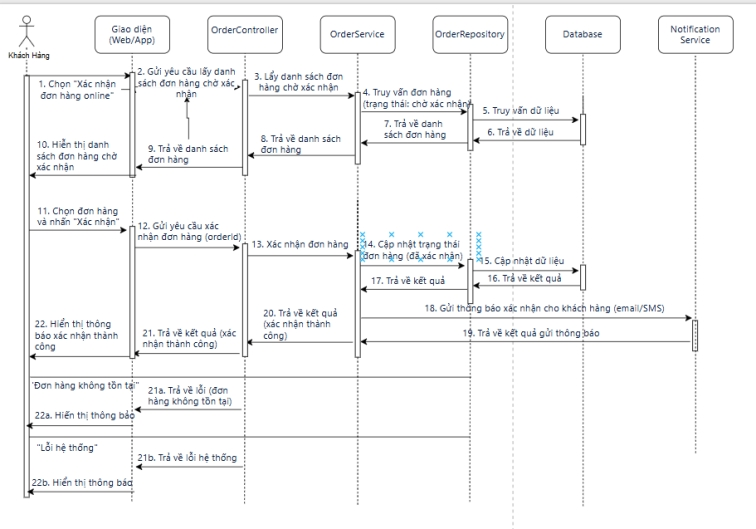 Khách Hàng
Giao diện
(Web/App)
OrderController
OrderService
OrderRepository
Database
Notification
Service
1. Chọn "Xác nhận
đơn hàng online"
2. Gửi yêu cầu lấy danh
sách đơn hàng chờ xác
nhận
3. Lấy danh sách đơn
hàng chờ xác nhận
4. Truy vấn đơn hàng
(trạng thái: chờ xác nhận)
5. Truy vấn dữ liệu
6. Trả về dữ liệu
7. Trả về danh
sách đơn hàng
8. Trả về danh sách
đơn hàng
9. Trả về danh sách
đơn hàng
10. Hiển thị danh
sách đơn hàng chờ
xác nhận
11. Chọn đơn hàng
và nhấn "Xác nhận"
12. Gửi yêu cầu xác
nhận đơn hàng (orderId)
13. Xác nhận đơn hàng
14. Cập nhật trạng thái
đơn hàng (đã xác nhận)
15. Cập nhật dữ liệu
16. Trả về kết quả
17. Trả về kết quả
18. Gửi thông báo xác nhận cho khách hàng (email/SMS)
19. Trả về kết quả gửi thông báo
20. Trả về kết quả
(xác nhận thành
công)
21. Trả về kết quả (xác
nhận thành công)
22. Hiển thị thông
báo xác nhận thành
công
"Đơn hàng không tồn tại"
21a. Trả về lỗi (đơn
hàng không tồn tại)
22a. Hiển thị thông báo
"Lỗi hệ thống"
21b. Trả về lỗi hệ thống
22b. Hiển thị thông báo